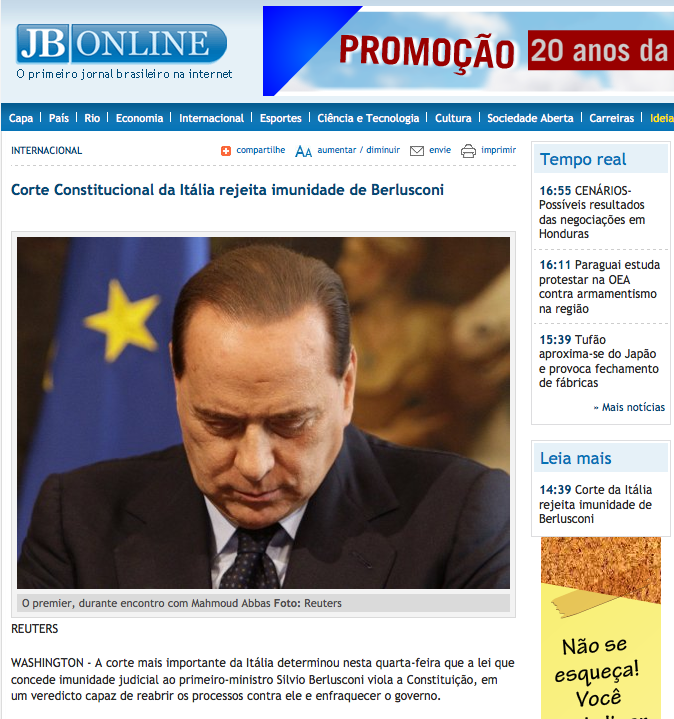 JB ONLINE
O primeiro jornal brasileiro na internet
PROMOÇÃO 20 anos da
Capa | País | Rio | Economia | Internacional | Esportes | Ciência e Tecnologia | Cultura | Sociedade Aberta | Carreiras |
INTERNACIONAL
compartilhe AA aumentar / diminuir envie imprimir
Corte Constitucional da Itália rejeita imunidade de Berlusconi
O premier, durante encontro com Mahmoud Abbas Foto: Reuters
REUTERS
WASHINGTON - A corte mais importante da Itália determinou nesta quarta-feira que a lei que
concede imunidade judicial ao primeiro-ministro Silvio Berlusconi viola a Constituição, em
um veredicto capaz de reabrir os processos contra ele e enfraquecer o governo.
Tempo real
16:55 CENÁRIOS-
Possíveis resultados
das negociações em
Honduras
16:11 Paraguai estuda
protestar na OEA
contra armamentismo
na região
15:39 Tufão
aproxima-se do Japão
e provoca fechamento
de fábricas
» Mais notícias
Leia mais
14:39 Corte da Itália
rejeita imunidade de
Berlusconi
Não se
esqueça!
Você